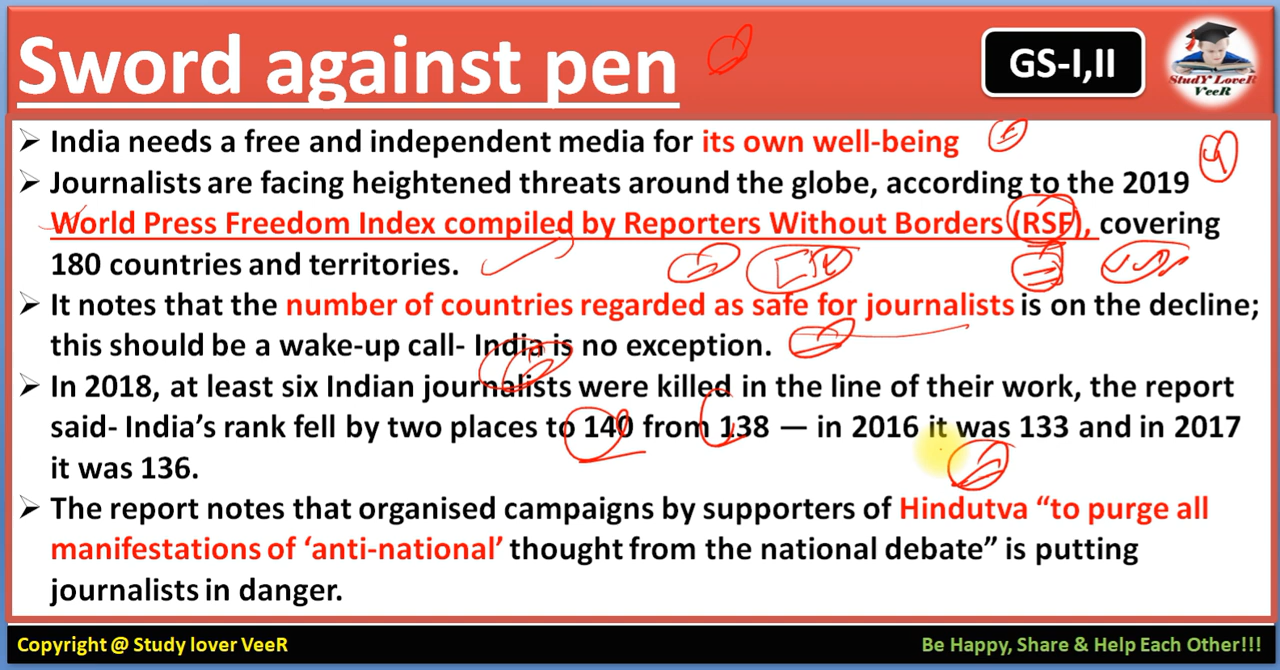 Sword against pen
GS-I,II
StudY LoveR
VeeR
➤ India needs a free and independent media for its own well-being
➤ Journalists are facing heightened threats around the globe, according to the 2019
World Press Freedom Index compiled by Reporters Without Borders (RSF), covering
180 countries and territories.
➤ It notes that the number of countries regarded as safe for journalists is on the decline;
this should be a wake-up call- India is no exception.
➤ In 2018, at least six Indian journalists were killed in the line of their work, the report
said- India’s rank fell by two places to 140 from 138 — in 2016 it was 133 and in 2017
it was 136.
➤ The report notes that organised campaigns by supporters of Hindutva “to purge all
manifestations of ‘anti-national’ thought from the national debate” is putting
journalists in danger.
Copyright @ Study lover VeeR
Be Happy, Share & Help Each Other!!!